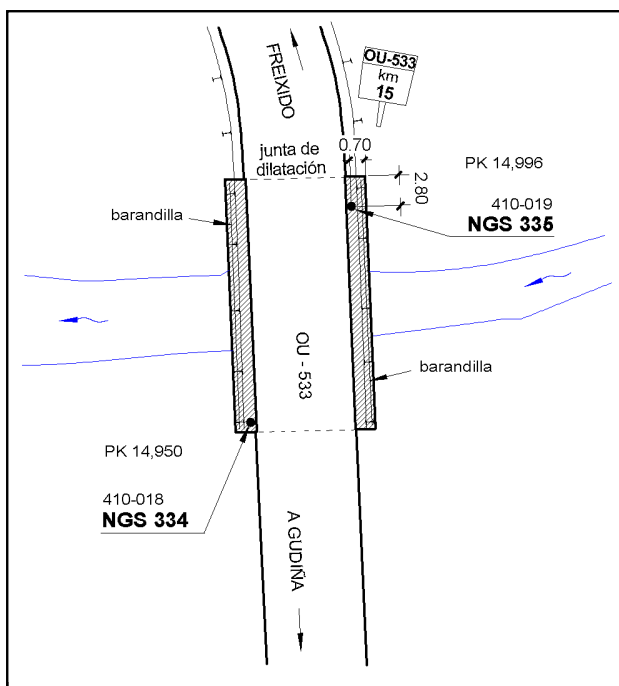 FREIXIDO
OU-533
km
15
0.70
junta de
dilatación
2.80
PK 14,996
410-019
NGS 335
barandilla
OU - 533
barandilla
PK 14,950
410-018
NGS 334
A GUDIÑA